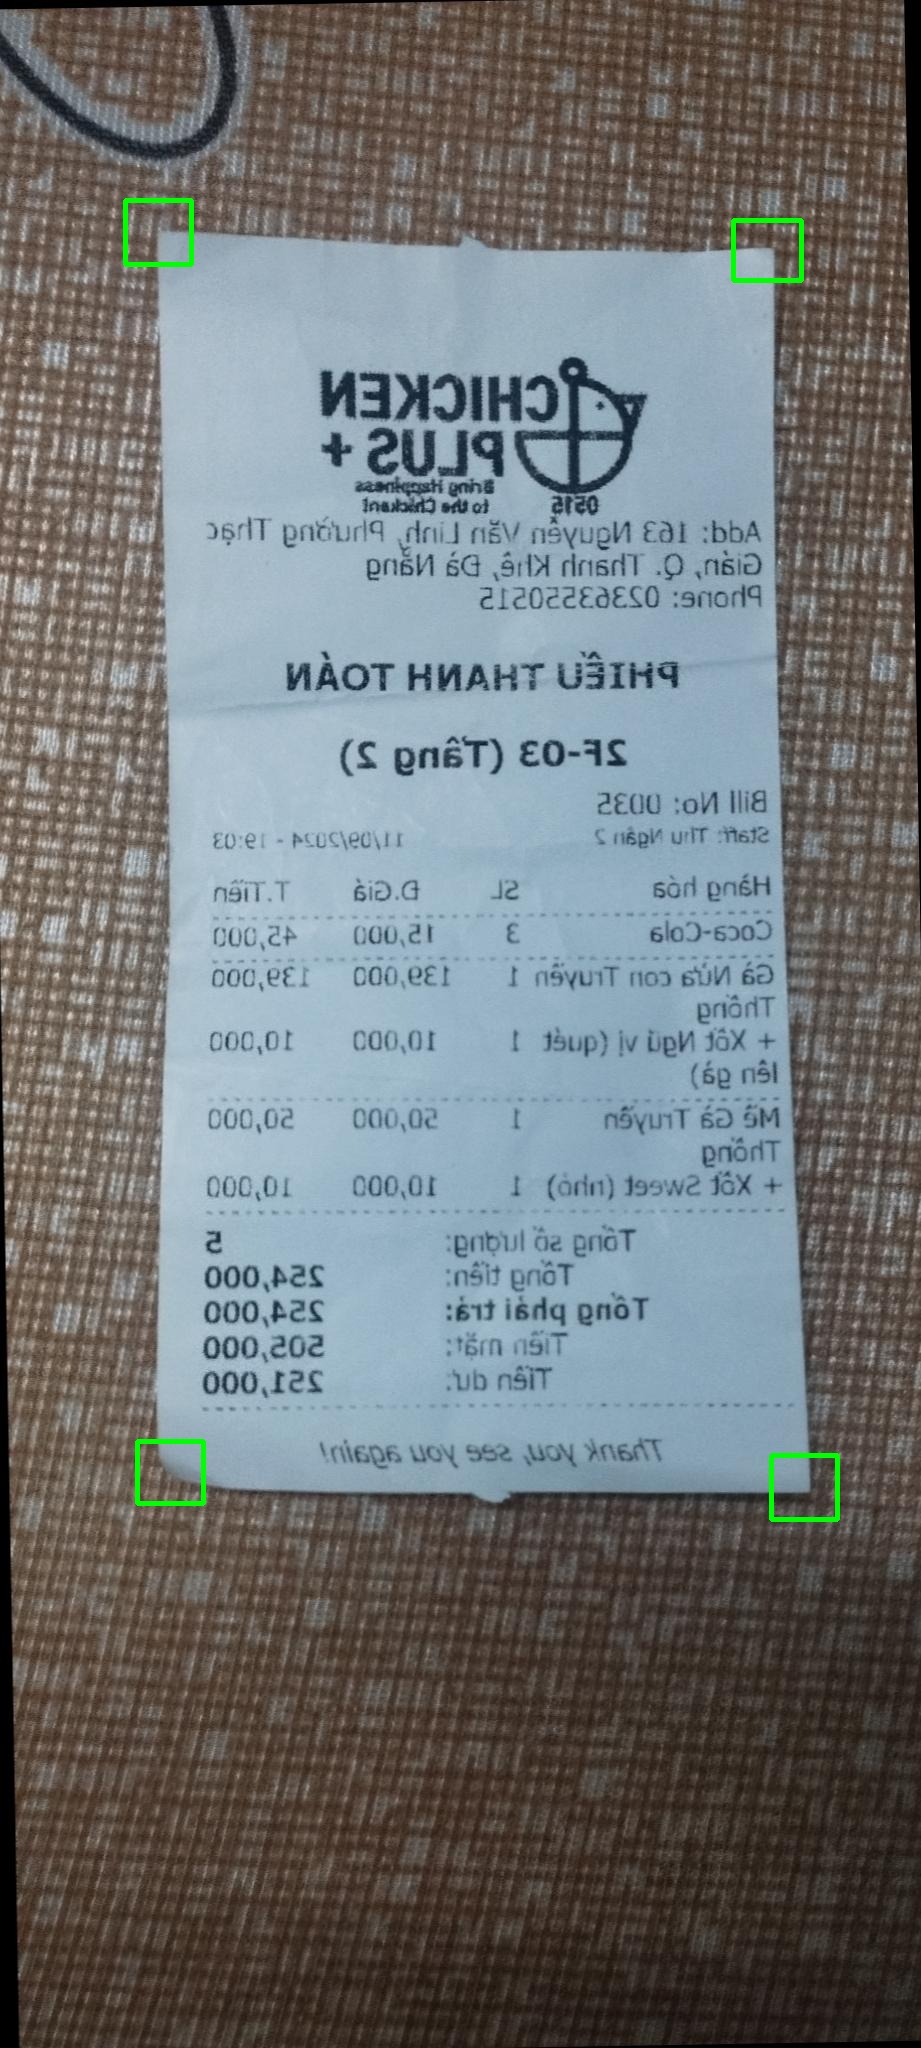 CHICKEN
PLUS +
Bring Happiness
to the Chickant
0515
Add: 163 Nguyễn Văn Linh, Phường Thạc
Gián, Q. Thanh Khê, Đà Nẵng
Phone: 02363550515
PHIẾU THANH TOÁN
2F-03 (Tầng 2)
Bill No: 0035
Staff: Thu Ngân 2 11/09/2024 - 19:03
Hàng hóa SL Đ.Giá T.Tiền
Coca-Cola 3 15,000 45,000
Gà Nửa con Truyền 1 139,000 139,000
Thống
+ Xốt Ngũ vị (quét 1 10,000 10,000
lên gà)
Mề Gà Truyền 1 50,000 50,000
Thống
+ Xốt Sweet (nhỏ) 1 10,000 10,000
Tổng số lượng: 5
Tổng tiền: 254,000
Tổng phải trả: 254,000
Tiền mặt: 505,000
Tiền dư: 251,000
Thank you, see you again!